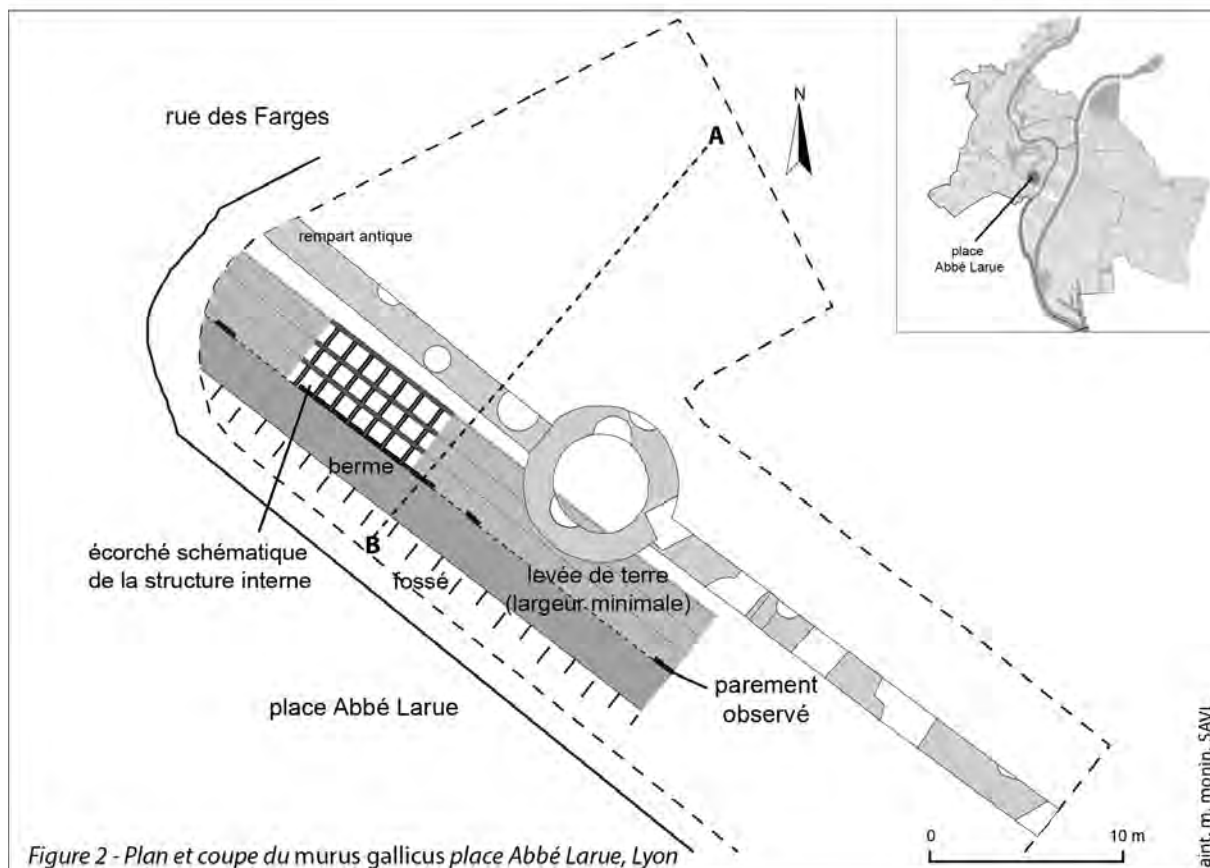 rue des Farges
N
A
rempart antique
place
Abbé Larue
berme
B
écorché schématique
de la structure interne
fossé
levée de terre
(largeur minimale)
place Abbé Larue
parement
observé
0 10 m
Figure 2 - Plan et coupe du murus gallicus place Abbé Larue, Lyon
m. monin, SAVL